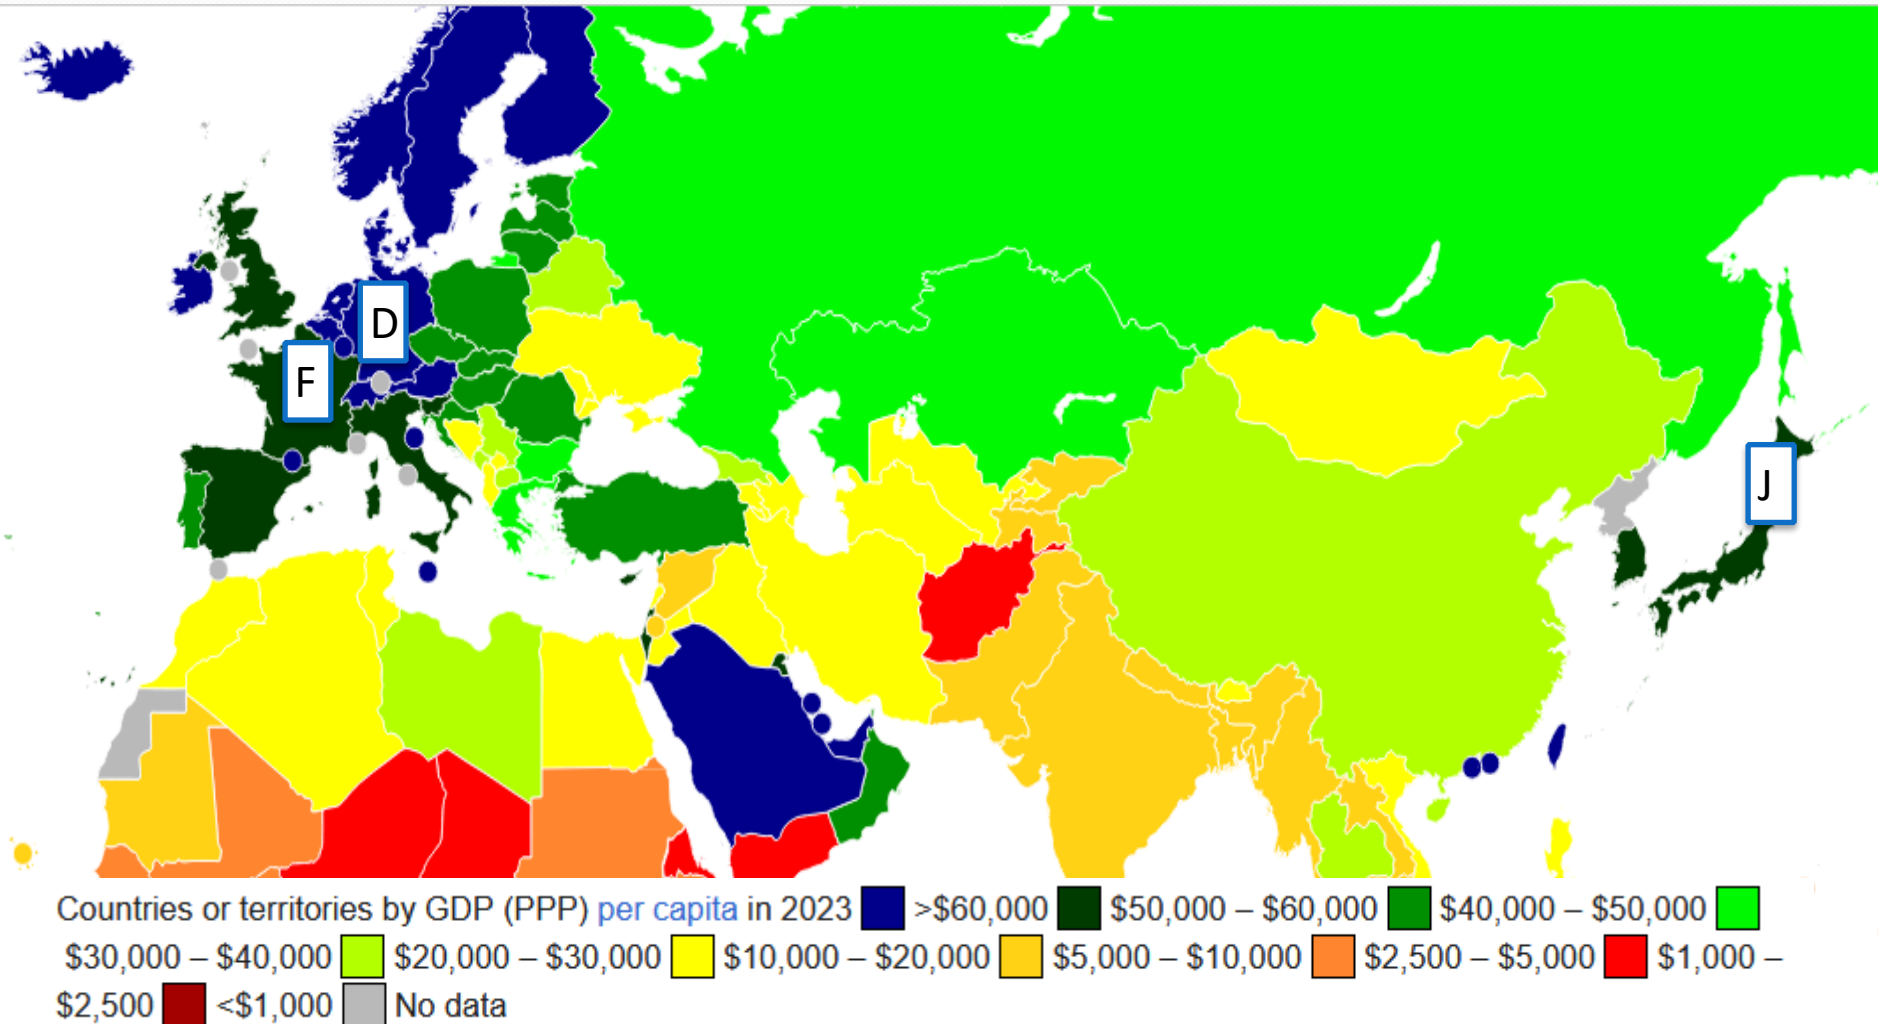 D
F
J
Countries or territories by GDP (PPP) per capita in 2023 >$60,000 $50,000 – $60,000 $40,000 – $50,000
$30,000 – $40,000 $20,000 – $30,000 $10,000 – $20,000 $5,000 – $10,000 $2,500 – $5,000 $1,000 –
$2,500 <$1,000 No data